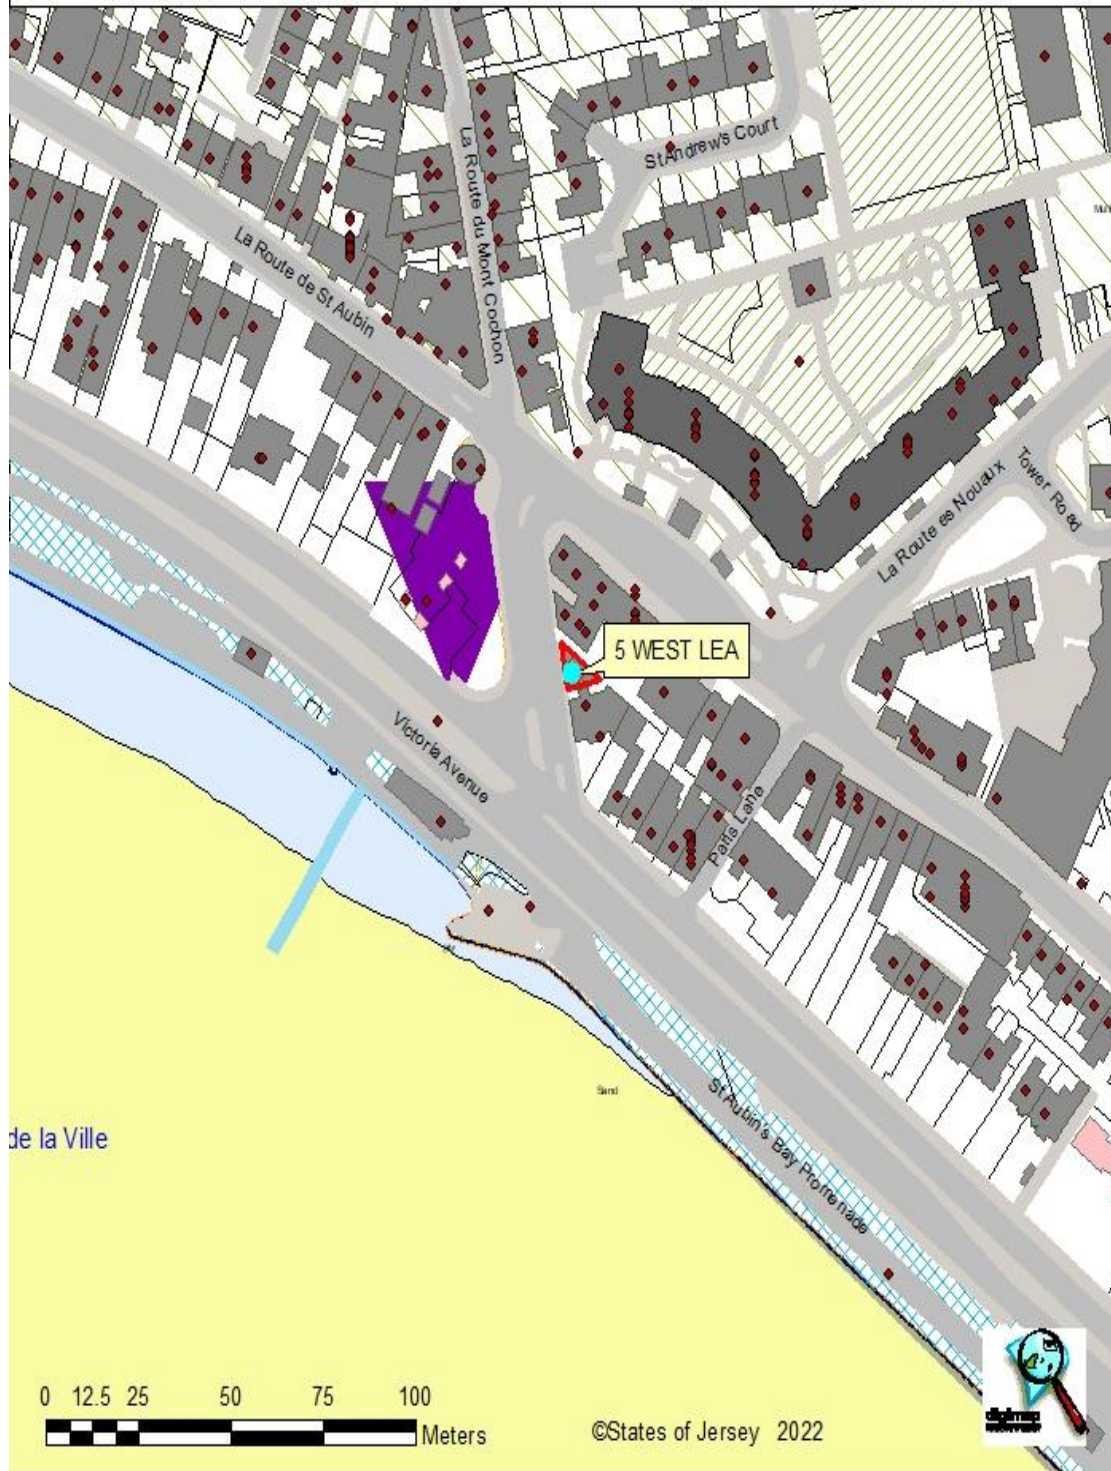 La Route du Mont Cochon
St Andrew's Court
La Route de St Aubin
La Route es Nouaux
Tower Road
5 WEST LEA
Victoria Avenue
Paris Lane
Sand
St Aubin's Bay Promenade
de la Ville
0 12.5 25 50 75 100
Meters
©States of Jersey 2022
digimap